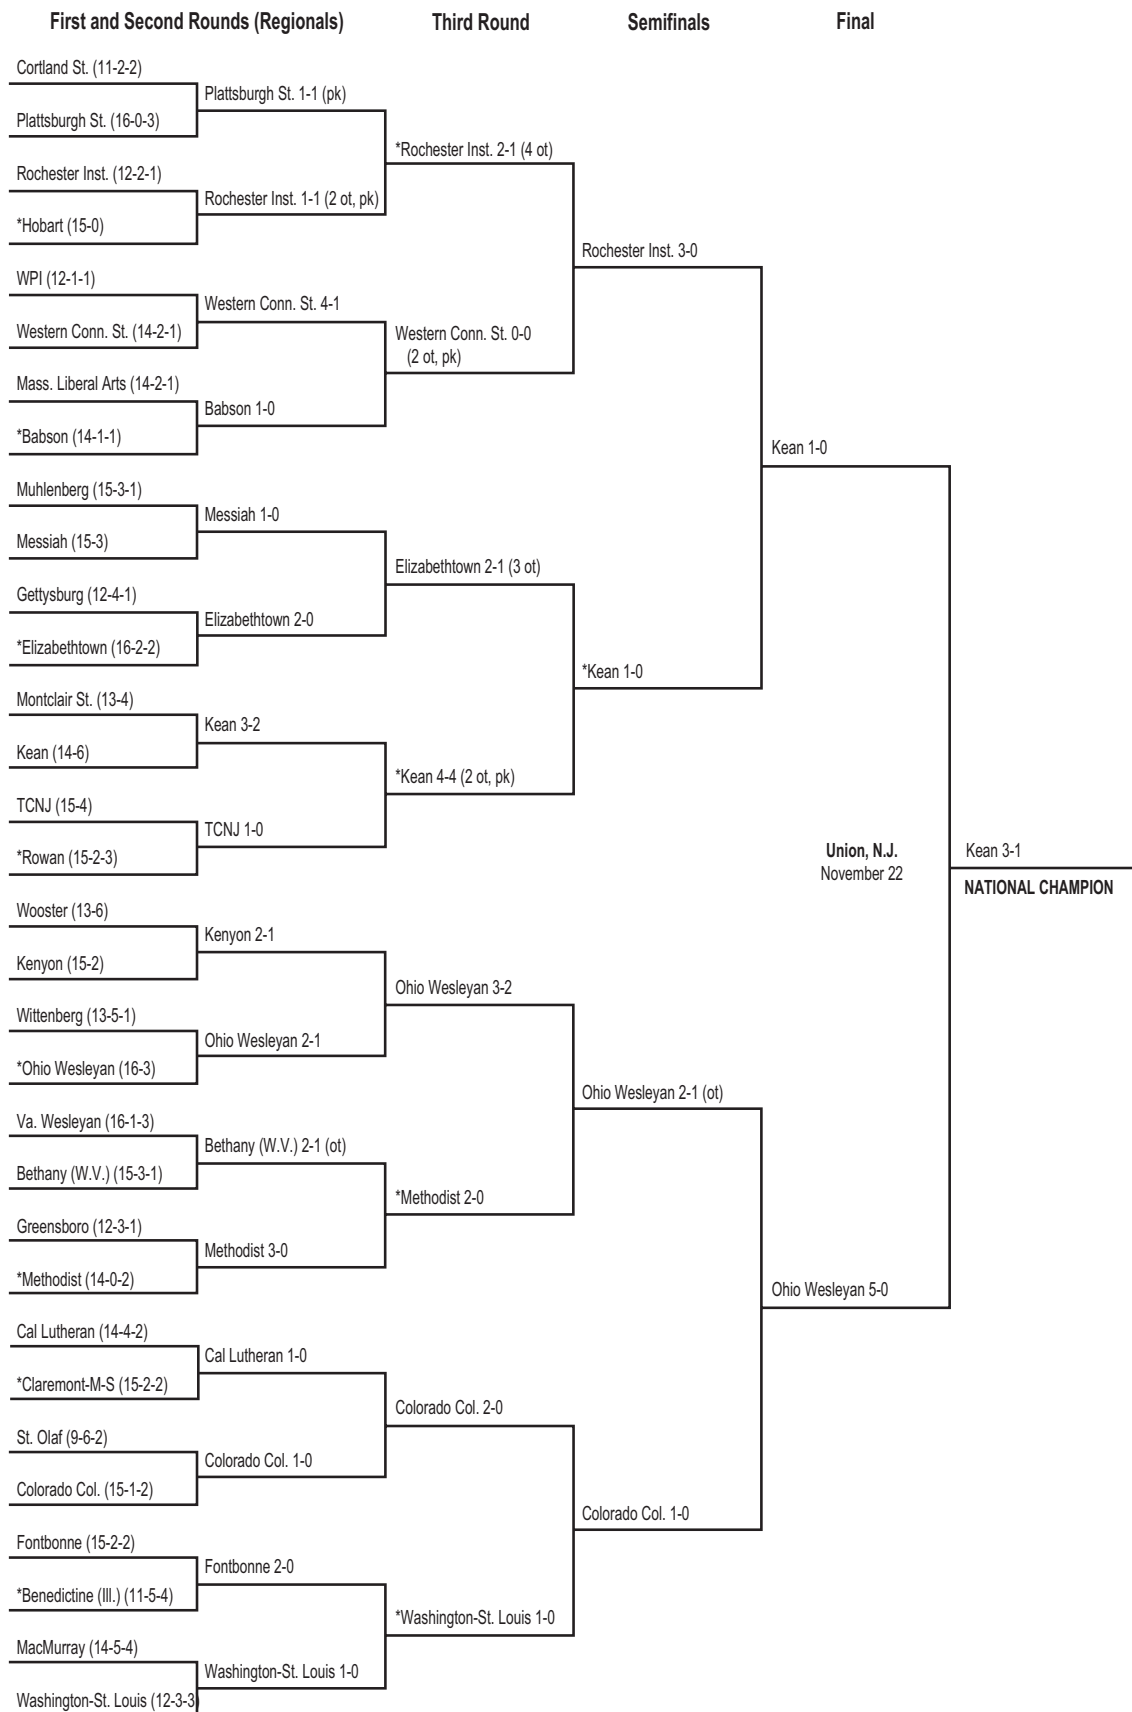 First and Second Rounds (Regionals)
Third Round
Semifinals
Final
Cortland St. (11-2-2)
Plattsburgh St. (16-0-3)
Rochester Inst. (12-2-1)
*Hobart (15-0)
WPI (12-1-1)
Western Conn. St. (14-2-1)
Mass. Liberal Arts (14-2-1)
*Babson (14-1-1)
Muhlenberg (15-3-1)
Messiah (15-3)
Gettysburg (12-4-1)
*Elizabethtown (16-2-2)
Montclair St. (13-4)
Kean (14-6)
TCNJ (15-4)
*Rowan (15-2-3)
Wooster (13-6)
Kenyon (15-2)
Wittenberg (13-5-1)
*Ohio Wesleyan (16-3)
Va. Wesleyan (16-1-3)
Bethany (W.V.) (15-3-1)
Greensboro (12-3-1)
*Methodist (14-0-2)
Cal Lutheran (14-4-2)
*Claremont-M-S (15-2-2)
St. Olaf (9-6-2)
Colorado Col. (15-1-2)
Fontbonne (15-2-2)
*Benedictine (Ill.) (11-5-4)
MacMurray (14-5-4)
Washington-St. Louis (12-3-3)
Plattsburgh St. 1-1 (pk)
Rochester Inst. 1-1 (2 ot, pk)
Western Conn. St. 4-1
Babson 1-0
Messiah 1-0
Elizabethtown 2-0
Kean 3-2
TCNJ 1-0
Kenyon 2-1
Ohio Wesleyan 2-1
Bethany (W.V.) 2-1 (ot)
Methodist 3-0
Cal Lutheran 1-0
Colorado Col. 1-0
Fontbonne 2-0
Washington-St. Louis 1-0
*Rochester Inst. 2-1 (4 ot)
Western Conn. St. 0-0
(2 ot, pk)
Elizabethtown 2-1 (3 ot)
*Kean 4-4 (2 ot, pk)
Ohio Wesleyan 3-2
*Methodist 2-0
Colorado Col. 2-0
*Washington-St. Louis 1-0
Rochester Inst. 3-0
*Kean 1-0
Ohio Wesleyan 2-1 (ot)
Colorado Col. 1-0
Kean 1-0
Ohio Wesleyan 5-0
Union, N.J.
November 22
Kean 3-1
NATIONAL CHAMPION